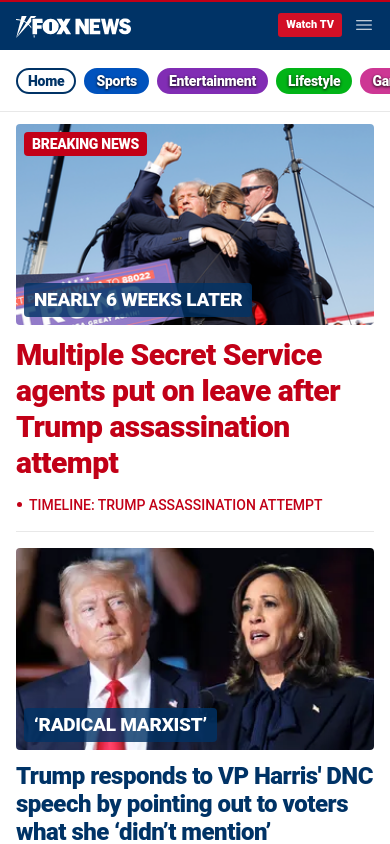 FOX NEWS
Watch TV
Home
Sports
Entertainment
Lifestyle
BREAKING NEWS
TO 88022
NEARLY 6 WEEKS LATER
Multiple Secret Service
agents put on leave after
Trump assassination
attempt
• TIMELINE: TRUMP ASSASSINATION ATTEMPT
‘RADICAL MARXIST’
Trump responds to VP Harris' DNC
speech by pointing out to voters
what she ‘didn’t mention’